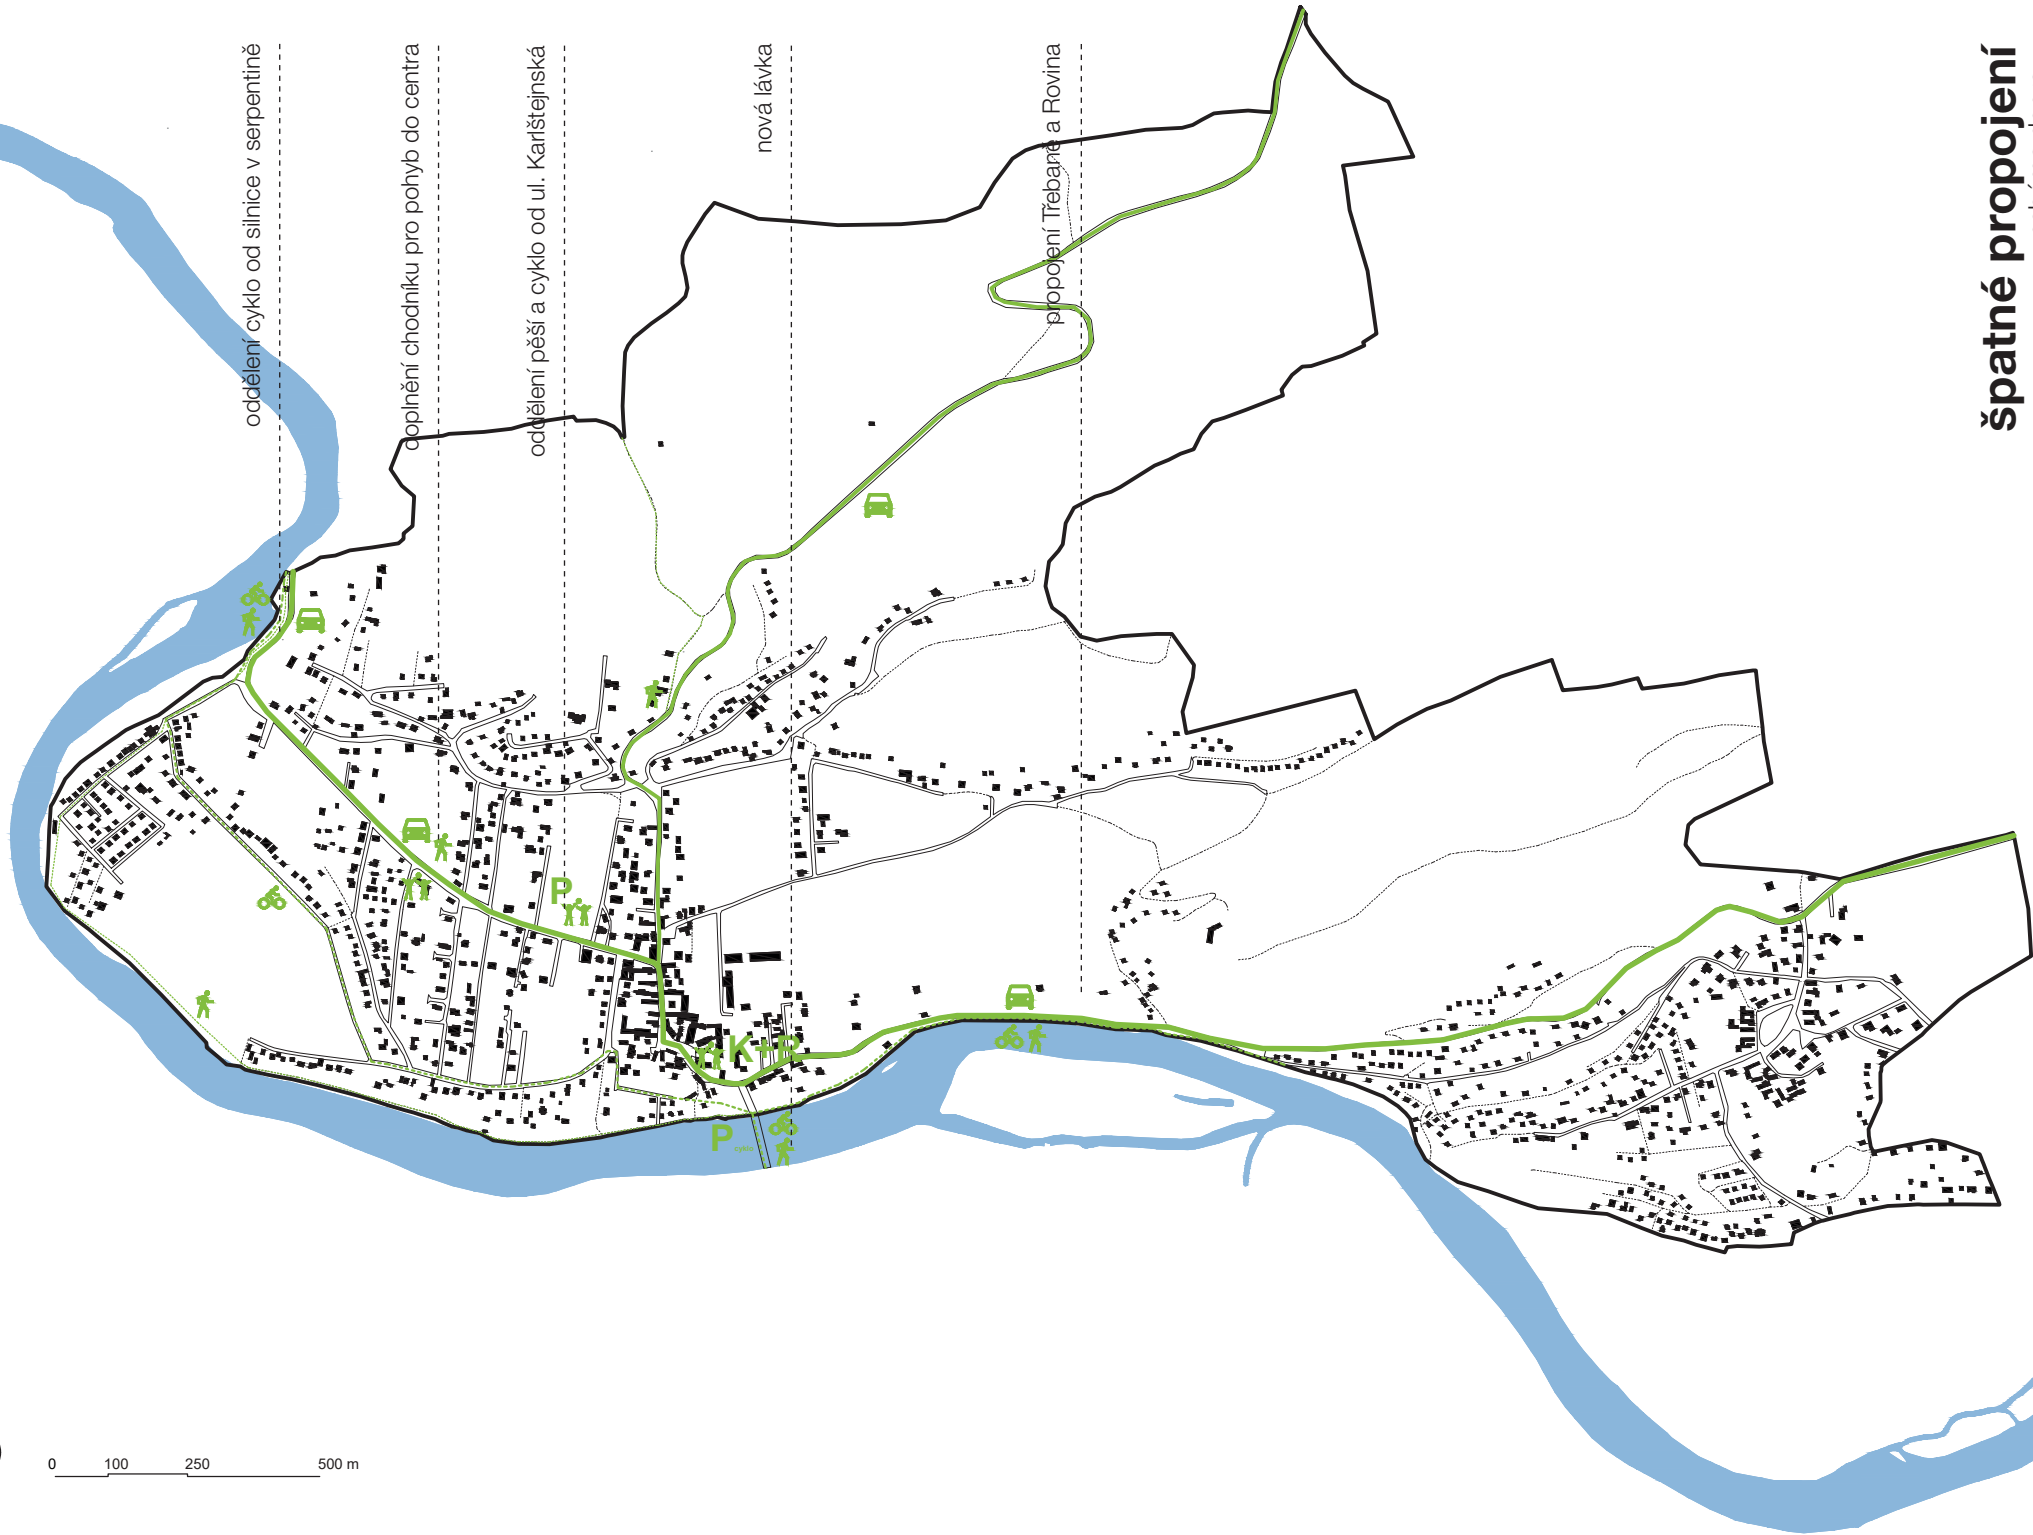 oddělení cyklo od silnice v serpentině
doplnění chodníku pro pohyb do centra
oddělení pěší a cyklo od ul. Karlštejnská
nová lávka
propojení Třebaně a Rovina
špatné propojení
P
K+R
P
0 100 250 500 m